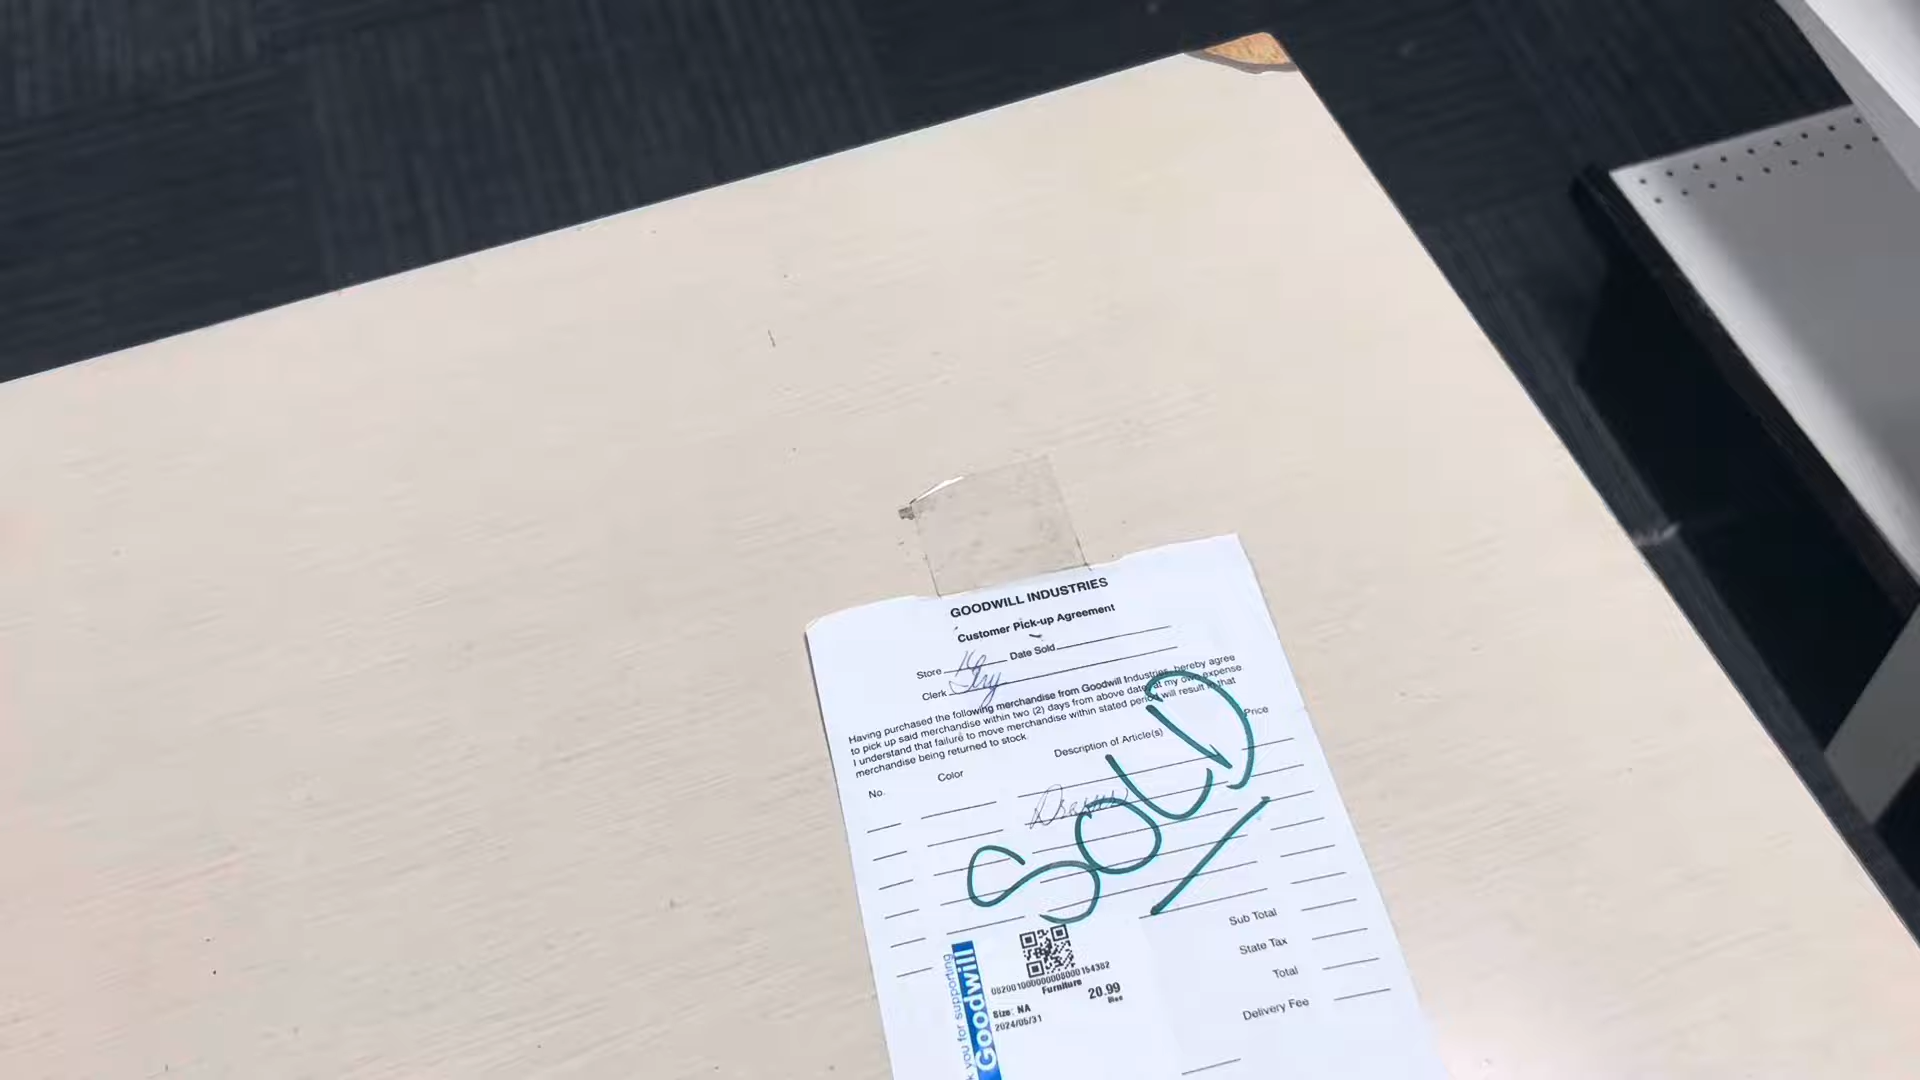 GOODWILL INDUSTRIES
Customer Pick-up Agreement
Store Date Sold
Clerk
Having purchased the following merchandise from Goodwill Industries, hereby agree
to pick up said merchandise within two (2) days from above date, at my own expense
I understand that failure to move merchandise within stated period will result in that
merchandise being returned to stock
No. Color Description of Article(s) Price
SOLD
Sub Total
State Tax
Total
Delivery Fee
k you for supporting
Goodwill
Furniture
20.99
Blue
Size: NA
2024/05/31